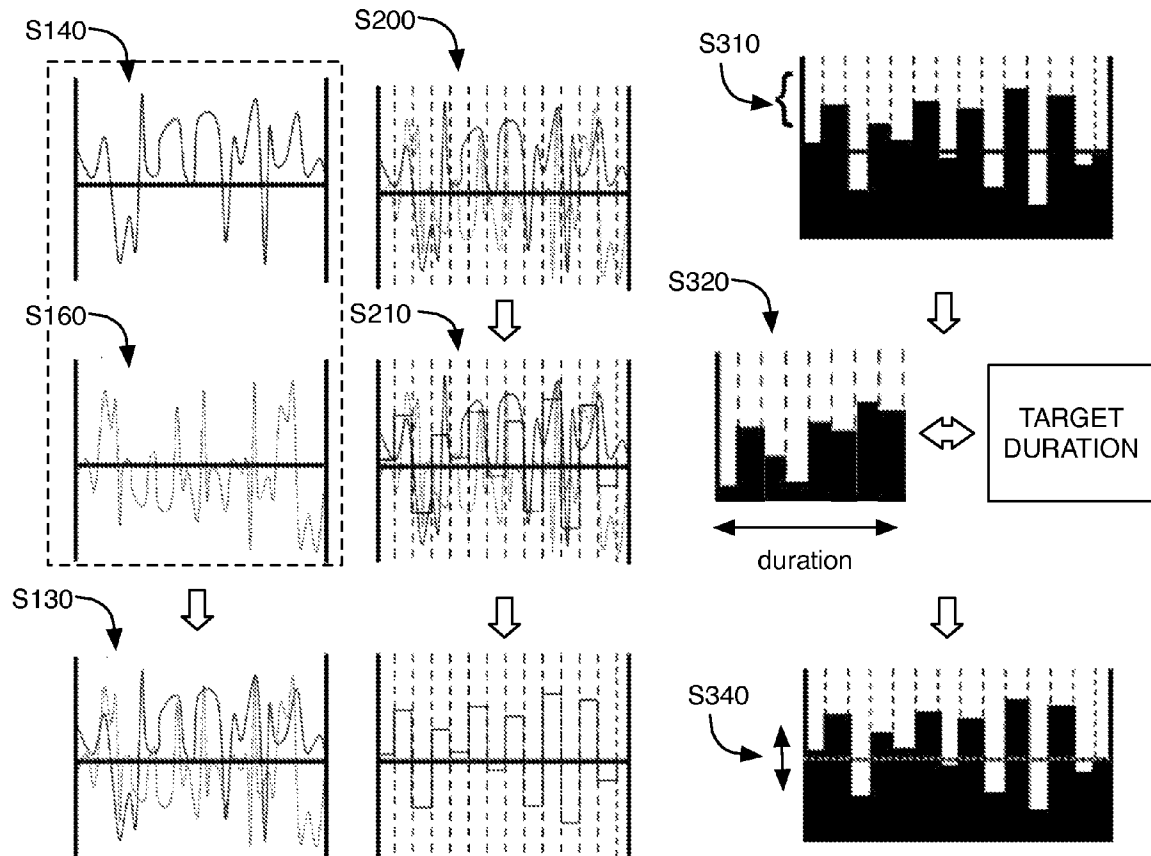 S140
S160
S130
S200
S210
S310
S320
TARGET
DURATION
duration
S340